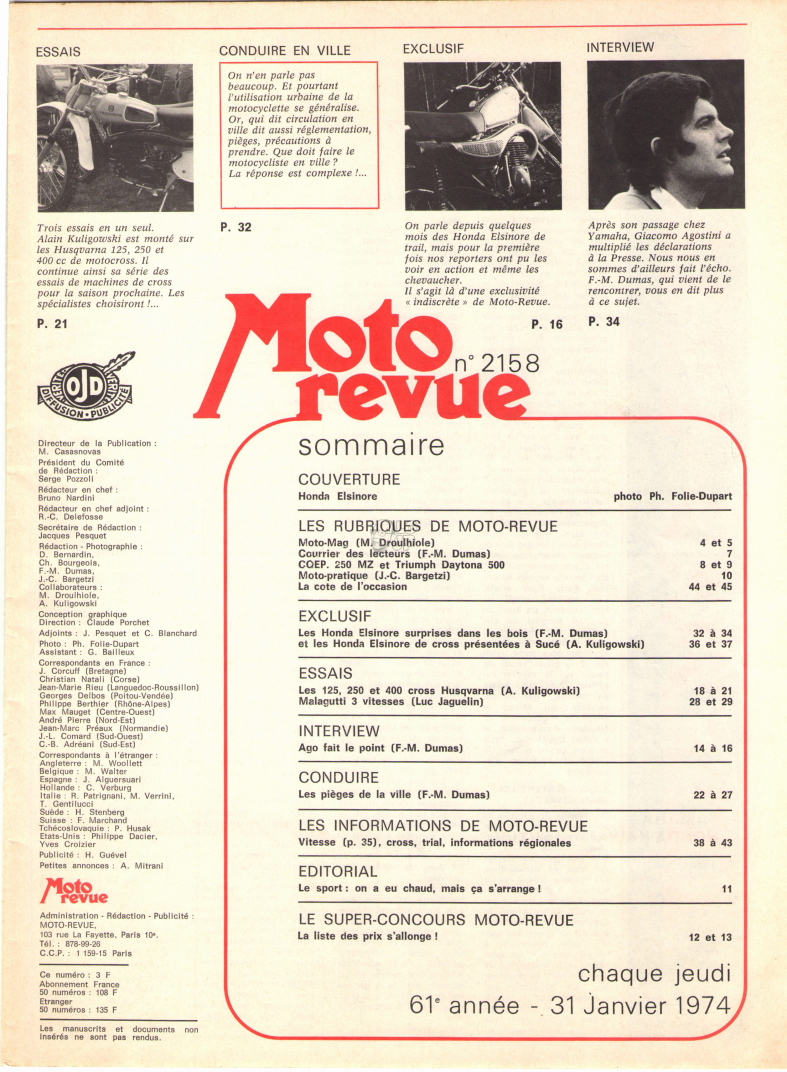 ESSAIS
Trois essais en un seul.
Alain Kuligowski est monté sur
les Husqvarna 125, 250 et
400 cc de motocross. Il
continue ainsi sa série des
essais de machines de cross
pour la saison prochaine. Les
spécialistes choisiront !...
P. 21
CONDUIRE EN VILLE
On n'en parle pas
beaucoup. Et pourtant
l'utilisation urbaine de la
motocyclette se généralise.
Or, qui dit circulation en
ville dit aussi réglementation,
pièges, précautions à
prendre. Que doit faire le
motocycliste en ville ?
La réponse est complexe !...
P. 32
EXCLUSIF
On parle depuis quelques
mois des Honda Elsinore de
trail, mais pour la première
fois nos reporters ont pu les
voir en action et même les
chevaucher.
Il s'agit là d'une exclusivité
« indiscrète » de Moto-Revue.
P. 16
INTERVIEW
Après son passage chez
Yamaha, Giacomo Agostini a
multiplié les déclarations
à la Presse. Nous nous en
sommes d'ailleurs fait l'écho.
F.-M. Dumas, qui vient de le
rencontrer, vous en dit plus
à ce sujet.
P. 34
Moto
revue
n° 2158
OJD
DIFFUSION • PUBLICITÉ
Directeur de la Publication :
M. Casasnovas
Président du Comité
de Rédaction :
Serge Pozzoli
Rédacteur en chef :
Bruno Nardini
Rédacteur en chef adjoint :
R.-C. Delefosse
Secrétaire de Rédaction :
Jacques Pesquet
Rédaction - Photographie :
D. Bernardin,
Ch. Bourgeois,
F.-M. Dumas,
J.-C. Bargetzi
Collaborateurs :
M. Droulhiole,
A. Kuligowski
Conception graphique
Direction : Claude Porchet
Adjoints : J. Pesquet et C. Blanchard
Photo : Ph. Folie-Dupart
Assistant : G. Bailleux
Correspondants en France :
J. Corcuff (Bretagne)
Christian Natali (Corse)
Jean-Marie Rieu (Languedoc-Roussillon)
Georges Delbos (Poitou-Vendée)
Philippe Berthier (Rhône-Alpes)
Max Mauget (Centre-Ouest)
André Pierre (Nord-Est)
Jean-Marc Préaux (Normandie)
J.-L. Comard (Sud-Ouest)
C.-B. Adréani (Sud-Est)
Correspondants à l'étranger :
Angleterre : M. Woollett
Belgique : M. Walter
Espagne : J. Alguersuari
Hollande : C. Verburg
Italie : R. Patrignani, M. Verrini,
T. Gentilucci
Suède : H. Stenberg
Suisse : F. Marchand
Tchécoslovaquie : P. Husak
Etats-Unis : Philippe Dacier,
Yves Croizier
Publicité : H. Guével
Petites annonces : A. Mitrani
Moto
revue
Administration - Rédaction - Publicité :
MOTO-REVUE,
103 rue La Fayette, Paris 10e.
Tél. : 878-99-26
C.C.P. : 1 159-15 Paris
Ce numéro : 3 F
Abonnement France
50 numéros : 108 F
Etranger
50 numéros : 135 F
Les manuscrits et documents non
insérés ne sont pas rendus.
sommaire
COUVERTURE
Honda Elsinore photo Ph. Folie-Dupart
LES RUBRIQUES DE MOTO-REVUE
Moto-Mag (M. Droulhiole) 4 et 5
Courrier des lecteurs (F.-M. Dumas) 7
COEP. 250 MZ et Triumph Daytona 500 8 et 9
Moto-pratique (J.-C. Bargetzi) 10
La cote de l'occasion 44 et 45
EXCLUSIF
Les Honda Elsinore surprises dans les bois (F.-M. Dumas) 32 à 34
et les Honda Elsinore de cross présentées à Sucé (A. Kuligowski) 36 et 37
ESSAIS
Les 125, 250 et 400 cross Husqvarna (A. Kuligowski) 18 à 21
Malagutti 3 vitesses (Luc Jaguelin) 28 et 29
INTERVIEW
Ago fait le point (F.-M. Dumas) 14 à 16
CONDUIRE
Les pièges de la ville (F.-M. Dumas) 22 à 27
LES INFORMATIONS DE MOTO-REVUE
Vitesse (p. 35), cross, trial, informations régionales 38 à 43
EDITORIAL
Le sport : on a eu chaud, mais ça s'arrange ! 11
LE SUPER-CONCOURS MOTO-REVUE
La liste des prix s'allonge ! 12 et 13
chaque jeudi
61e année - 31 Janvier 1974